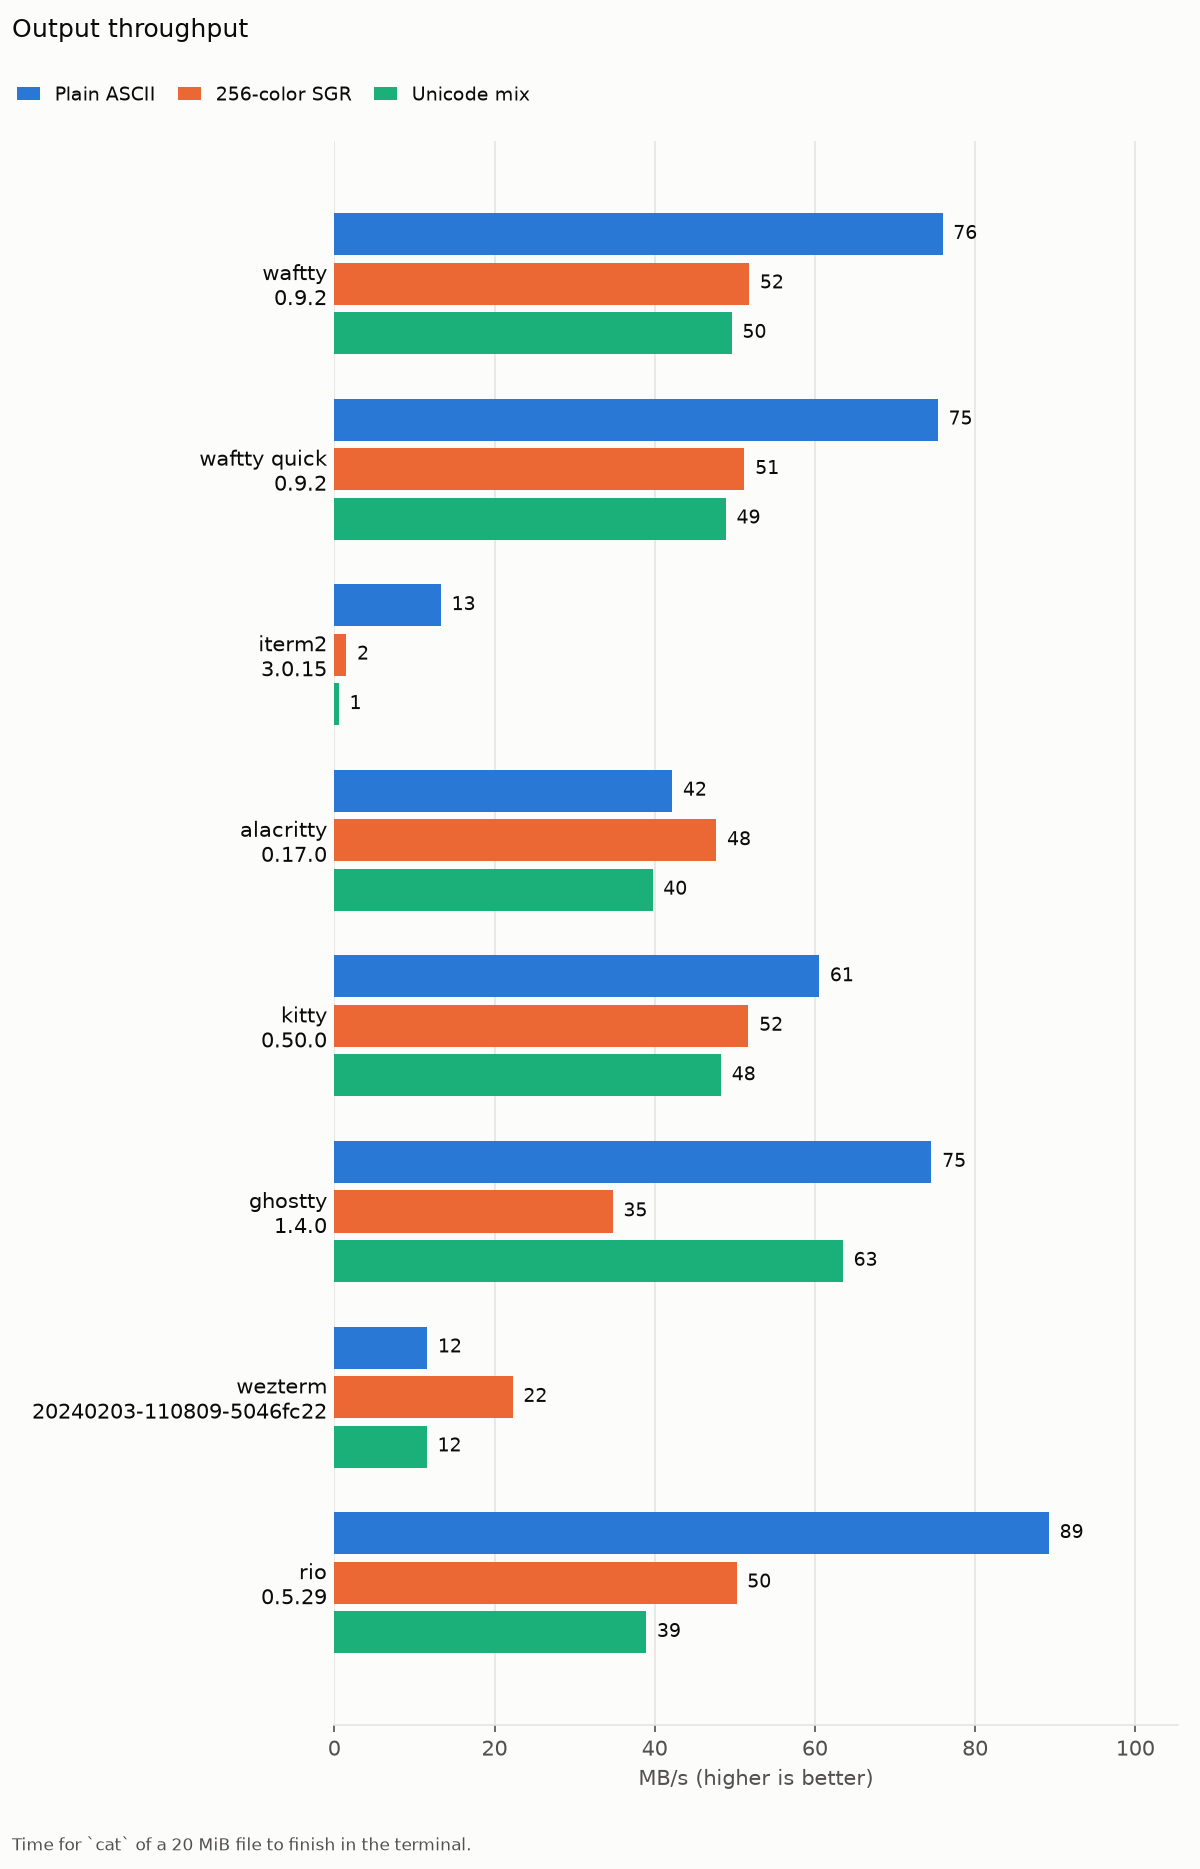 Output throughput
Plain ASCII 256-color SGR Unicode mix
76
waftty
0.9.2
52
50
75
waftty quick
0.9.2
51
49
13
iterm2
3.0.15
2
1
42
alacritty
0.17.0
48
40
61
kitty
0.50.0
52
48
75
ghostty
1.4.0
35
63
12
wezterm
20240203-110809-5046fc22
22
12
89
rio
0.5.29
50
39
0 20 40 60 80 100
MB/s (higher is better)
Time for `cat` of a 20 MiB file to finish in the terminal.